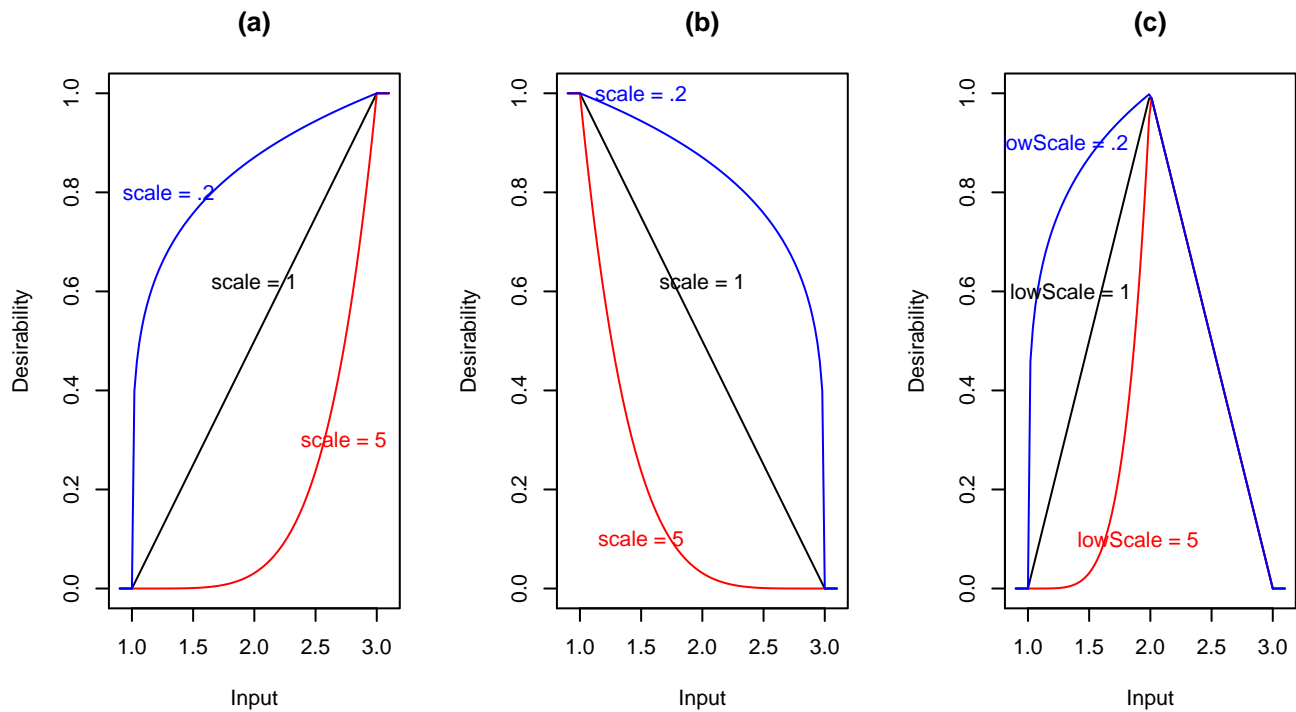 (a)
scale = .2
scale = 1
scale = 5
Desirability
0.0 0.2 0.4 0.6 0.8 1.0
1.0 1.5 2.0 2.5 3.0
Input
(b)
scale = .2
scale = 1
scale = 5
Desirability
0.0 0.2 0.4 0.6 0.8 1.0
1.0 1.5 2.0 2.5 3.0
Input
(c)
owScale = .2
lowScale = 1
lowScale = 5
Desirability
0.0 0.2 0.4 0.6 0.8 1.0
1.0 1.5 2.0 2.5 3.0
Input